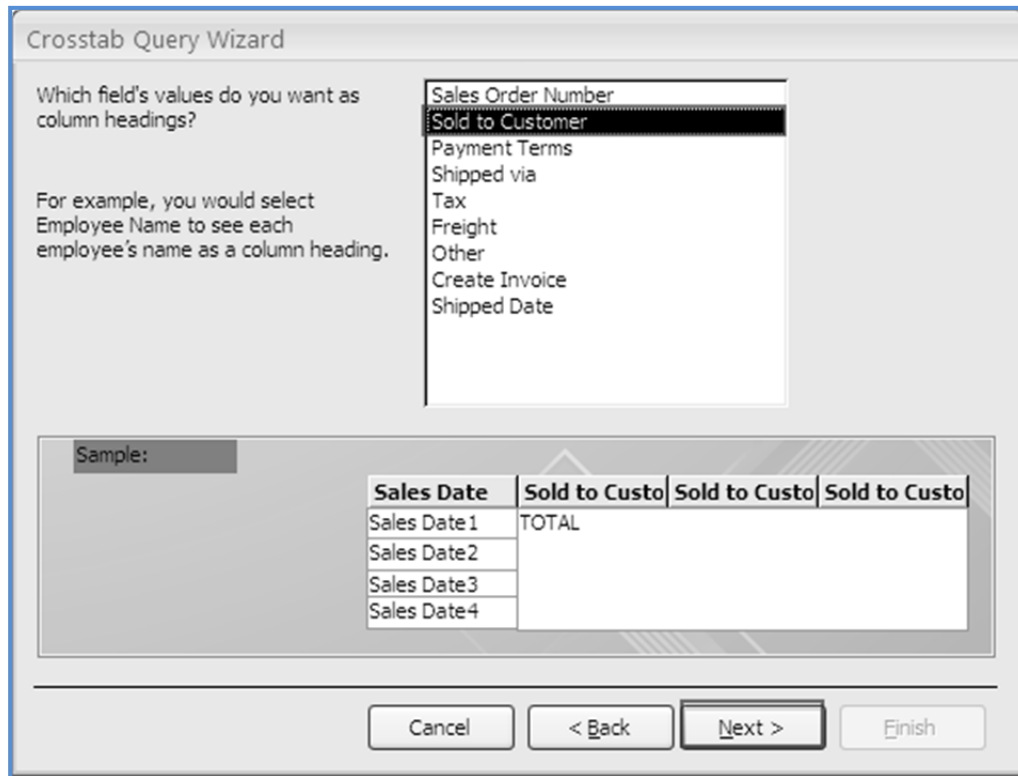 Crosstab Query Wizard
Which field's values do you want as
column headings?
For example, you would select
Employee Name to see each
employee's name as a column heading.
Sales Order Number
Sold to Customer
Payment Terms
Shipped via
Tax
Freight
Other
Create Invoice
Shipped Date
Sample:
Sales Date Sold to Custo Sold to Custo Sold to Custo
Sales Date1 TOTAL
Sales Date2
Sales Date3
Sales Date4
Cancel < Back Next > Finish